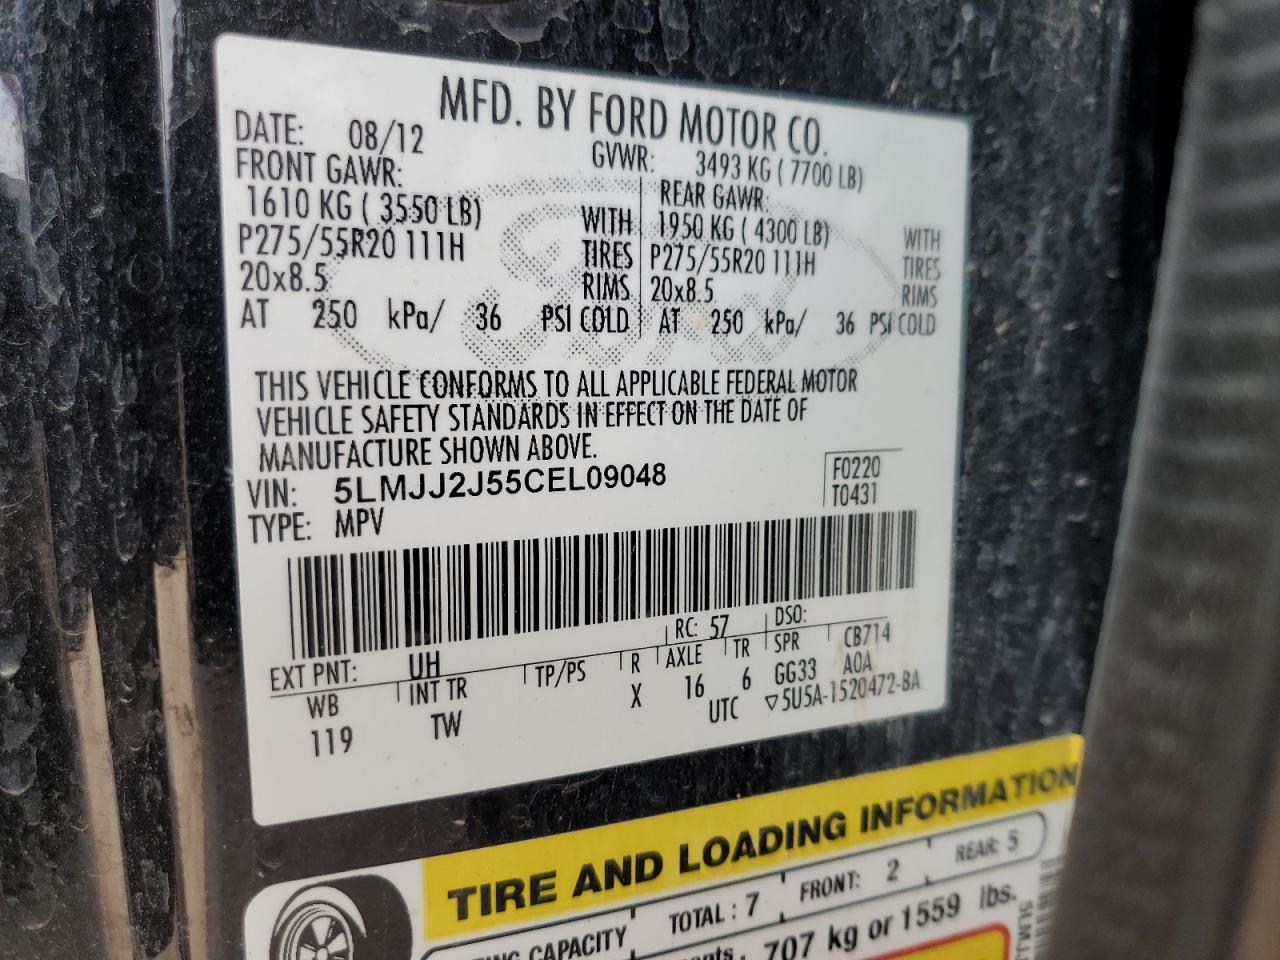 MFD. BY FORD MOTOR CO.
DATE: 08/12 GVWR: 3493 KG ( 7700 LB)
FRONT GAWR: REAR GAWR:
1610 KG ( 3550 LB) WITH 1950 KG ( 4300 LB) WITH
P275/55R20 111H TIRES P275/55R20 111H TIRES
20x8.5 RIMS 20x8.5 RIMS
AT 250 kPa/ 36 PSI COLD AT 250 kPa/ 36 PSI COLD
THIS VEHICLE CONFORMS TO ALL APPLICABLE FEDERAL MOTOR
VEHICLE SAFETY STANDARDS IN EFFECT ON THE DATE OF
MANUFACTURE SHOWN ABOVE.
VIN: 5LMJJ2J55CEL09048 F0220
TYPE: MPV T0431
EXT PNT: UH RC: 57 DSO:
WB INT TR TP/PS R AXLE TR SPR CB714
119 TW X 16 6 GG33 A0A
UTC ▽5U5A-1520472-BA
TIRE AND LOADING INFORMATION
CAPACITY TOTAL : 7 FRONT: 2 REAR: 5
707 kg or 1559 lbs.